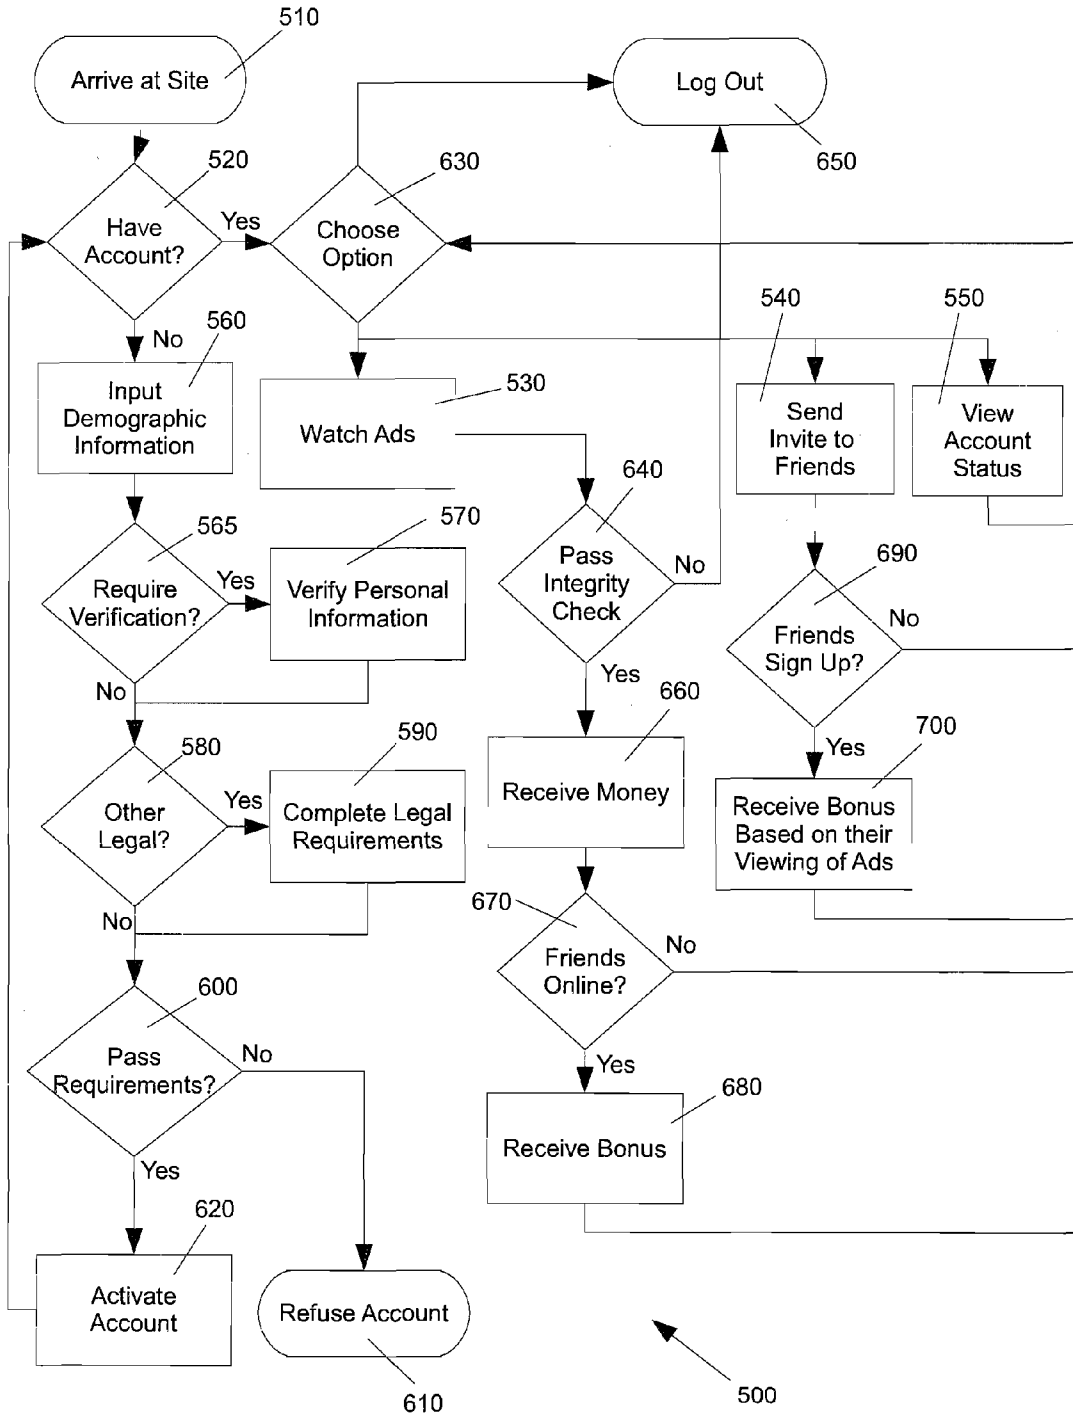 510
Arrive at Site
Log Out
650
520
630
Have
Account?
Yes
Choose
Option
No
560
540
550
Input
Demographic
Information
530
Watch Ads
Send
Invite to
Friends
View
Account
Status
640
565
570
Require
Verification?
Yes
Verify Personal
Information
Pass
Integrity
Check
No
690
Friends
Sign Up?
No
No
Yes
660
Yes
700
580
590
Other
Legal?
Yes
Complete Legal
Requirements
Receive Money
Receive Bonus
Based on their
Viewing of Ads
No
670
Friends
Online?
No
600
Pass
Requirements?
No
Yes
680
Receive Bonus
Yes
620
Activate
Account
Refuse Account
610
500